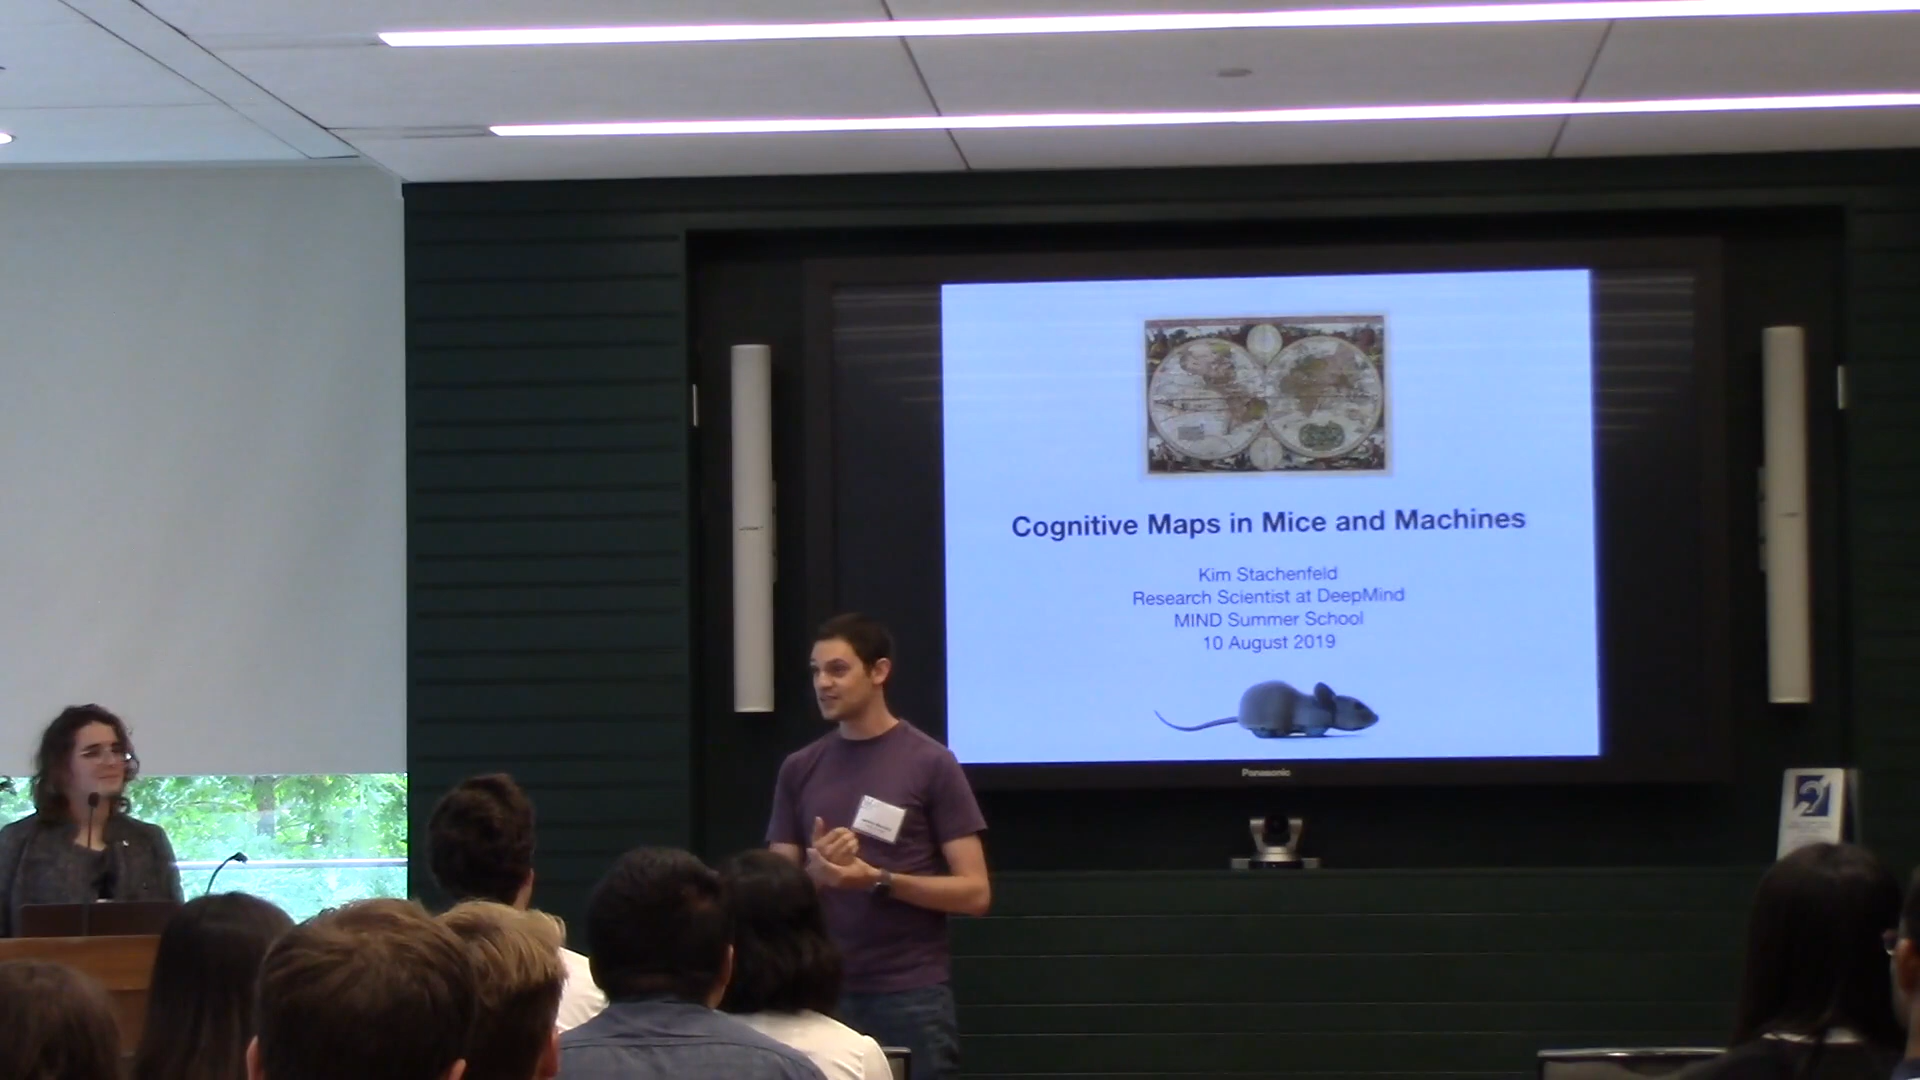 Cognitive Maps in Mice and Machines
Kim Stachenfeld
Research Scientist at DeepMind
MIND Summer School
10 August 2019
Panasonic